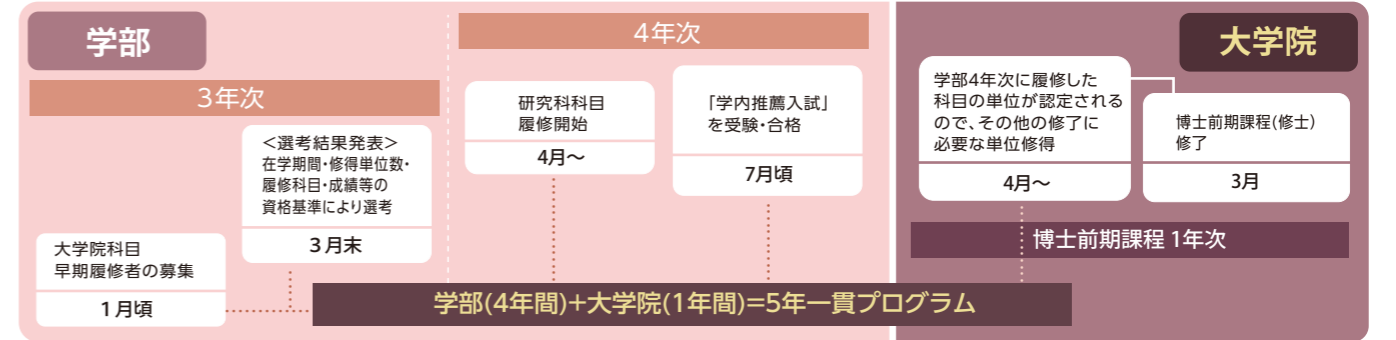 学部
3年次
大学院科目
早期履修者の募集
1月頃
<選考結果発表>
在学期間・修得単位数・
履修科目・成績等の
資格基準により選考
3月末
4年次
研究科科目
履修開始
4月〜
「学内推薦入試」
を受験・合格
7月頃
大学院
学部4年次に履修した
科目の単位が認定される
ので、その他の修了に
必要な単位修得
4月〜
博士前期課程(修士)
修了
3月
博士前期課程 1年次
学部(4年間)+大学院(1年間)=5年一貫プログラム